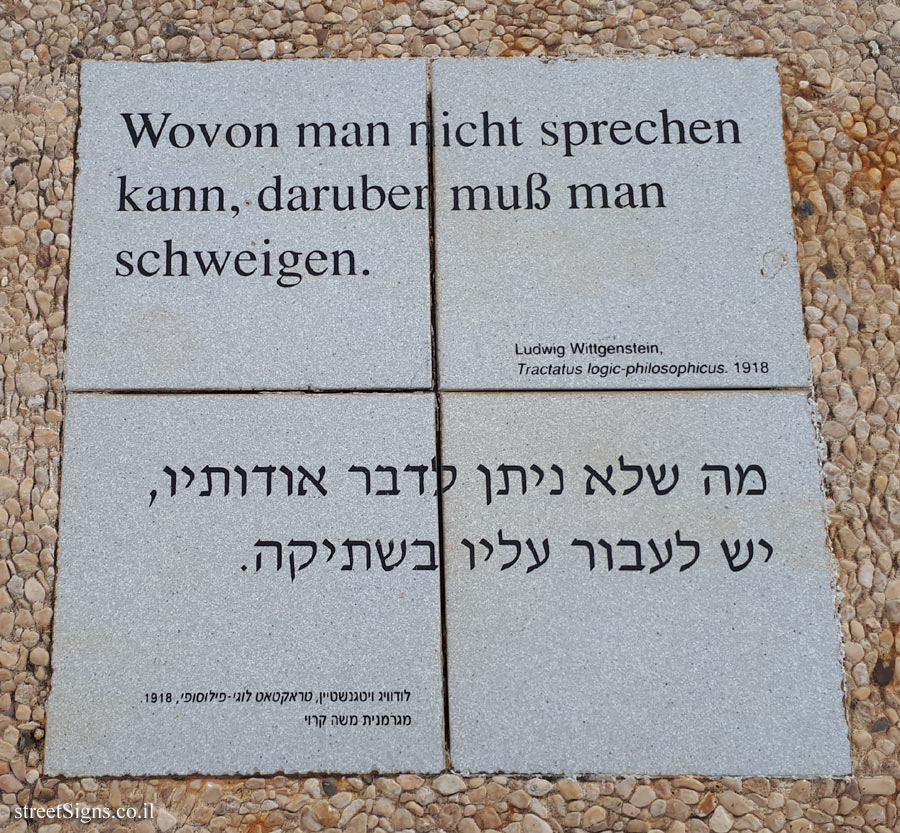 Wovon man nicht sprechen
kann, daruber muß man
schweigen.
Ludwig Wittgenstein,
Tractatus logic-philosophicus. 1918
מה שלא ניתן לדבר אודותיו,
יש לעבור עליו בשתיקה.
לודוויג ויטגנשטיין, טראקטאט לוגי-פילוסופי, 1918.
מגרמנית משה קרוי
streetSigns.co.il